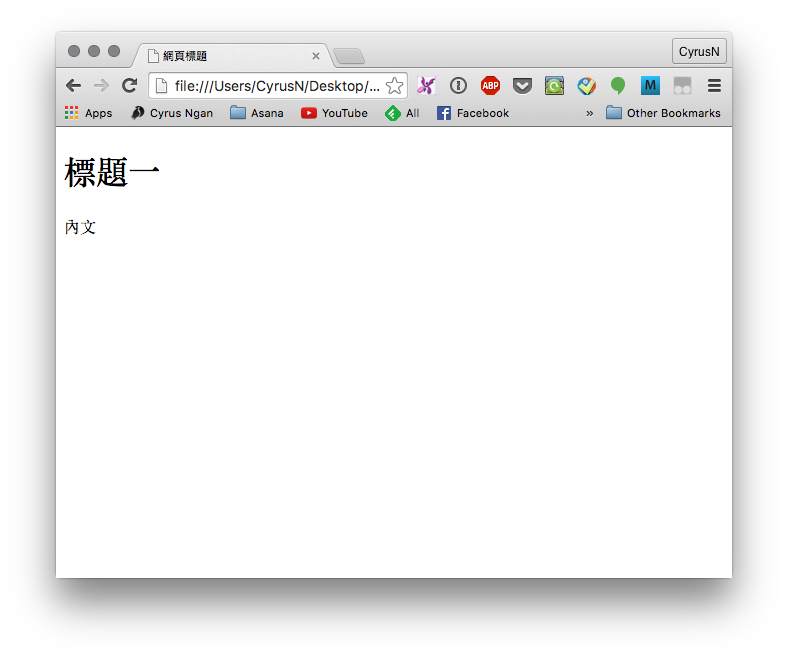 網頁標題
CyrusN
file:///Users/CyrusN/Desktop/...
ABP
M
Apps Cyrus Ngan Asana YouTube All Facebook » Other Bookmarks
標題一
內文